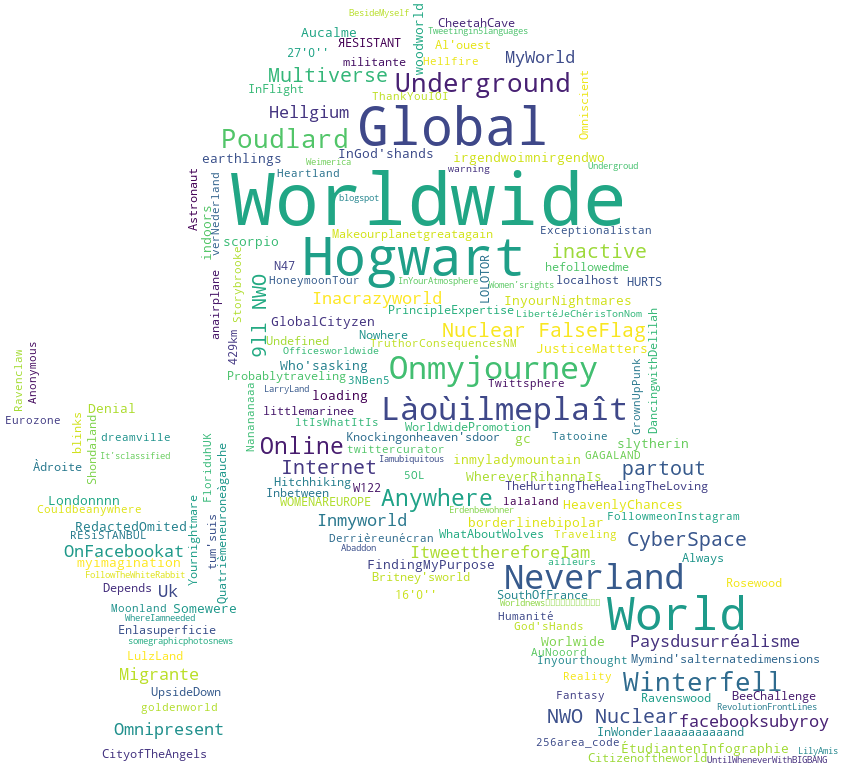 BesideMyself
CheetahCave
Aucalme
TweetinginSlanguages
woodworld
ЯESISTANT
27'0''
Al'ouest
MyWorld
militante
Hellfire
Multiverse
Underground
InFlight
ThankYouIOI
Omniscient
Hellgium
Global
Poudlard
InGod'shands
earthlings
Weimerica
irgendwoimnirgendwo
Undergroud
warning
Heartland
Astronaut
verNederland
Worldwide
blogspot
indoors
scorpio
Makeourplanetgreatagain
Exceptionalistan
inactive
Hogwart
hefollowedme
N47
HoneymoonTour
InYourAtmosphere
LOLOTOR
Women'srights
localhost
HURTS
anairplane
Storybrooke
911 NWO
Inacrazyworld
InyourNightmares
PrincipleExpertise
LibertéJeChérisTonNom
GlobalCityzen
Nuclear FalseFlag
Nowhere
429km
Undefined
TruthorConsequencesNM
JusticeMatters
DancingwithDelilah
Officesworldwide
Who'sasking
Onmyjourney
GrownUpPunk
Probablytraveling
3NBen5
Twittsphere
LarryLand
loading
Nanananaaa
littlemarinee
Làoùilmeplaît
ltIsWhatItIs
WorldwidePromotion
Ravenclaw
Anonymous
Eurozone
Denial
blinks
Shondaland
dreamville
It'sclassified
Àdroite
Online
Knockingonheaven'sdoor
gc
Tatooine
slytherin
twittercurator
Iamubiquitous
inmyladymountain
GAGALAND
Internet
5OL
WhereverRihannaIs
partout
FloriduhUK
Quatrièmeneuroneàgauche
Hitchhiking
W122
TheHurtingTheHealingTheLoving
Inbetween
Anywhere
lalaland
Londonnnn
WOMENAREUROPE
HeavenlyChances
Couldbeanywhere
Erdenbewohner
Yournightmare
tum'suis
Inmyworld
borderlinebipolar
FollowmeonInstagram
RedactedOmited
RESiSTANBUL
Derrièreunécran
WhatAboutWolves
Traveling
CyberSpace
OnFacebookat
Abaddon
ItweetthereforeIam
Always
myimagination
FindingMyPurpose
ailleurs
FollowTheWhiteRabbit
Britney'sworld
Neverland
Rosewood
Depends
Uk
16'0''
SouthOfFrance
Worldnews
Moonland
Somewere
Humanité
World
WhereIamneeded
God'sHands
Enlasuperficie
somegraphicphotosnews
Worlwide
Paysdusurréalisme
AuNooord
LulzLand
Inyourthought
Mymind'salternatedimensions
Migrante
Reality
Winterfell
UpsideDown
Fantasy
Ravenswood
BeeChallenge
goldenworld
RevolutionFrontLines
NWO Nuclear
facebooksubyroy
Omnipresent
InWonderlaaaaaaaaaand
256area_code.
EtudiantenInfographie
LilyAmis
CityofTheAngels
Citizenoftheworld
UntilWheneverWithBIGBANG